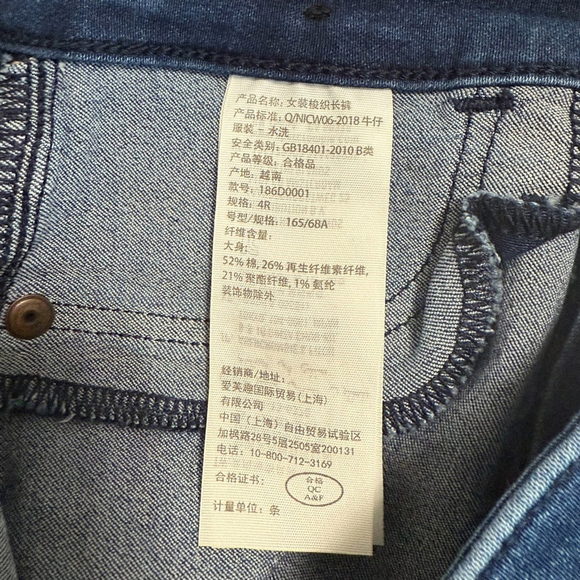 产品名称: 女装梭织长裤
产品标准: Q/NICW06-2018 牛仔
服装 - 水洗
安全类别: GB18401-2010 B类
产品等级: 合格品
产地: 越南
款号: 186D0001
规格: 4R
号型/规格: 165/68A
纤维含量:
大身:
52% 棉, 26% 再生纤维素纤维,
21% 聚酯纤维, 1% 氨纶
装饰物除外
经销商/地址:
爱芙趣国际贸易(上海)
有限公司
中国（上海）自由贸易试验区
加枫路28号5层2505室200131
电话: 10-800-712-3169
合格证书:
合格
QC
A&F
计量单位: 条